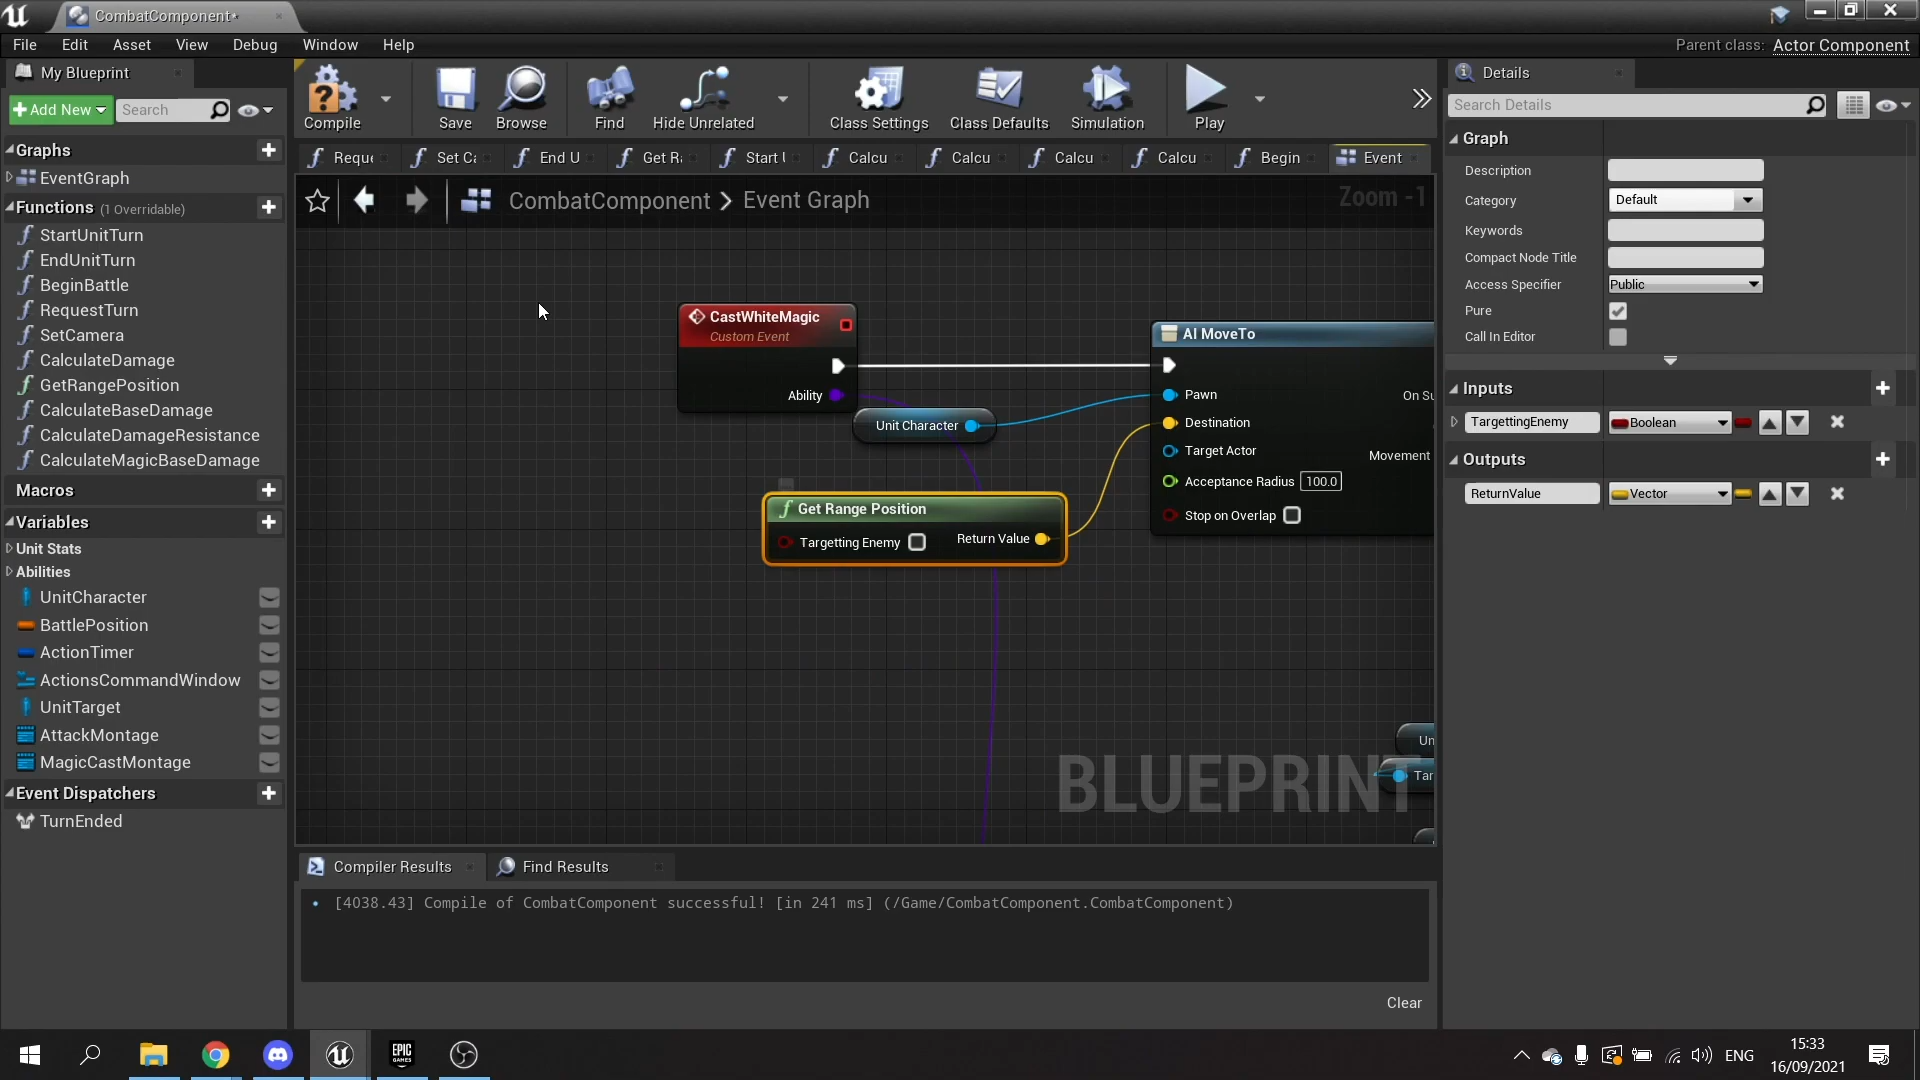 CombatComponent*
File Edit Asset View Debug Window Help
Parent class: Actor Component
My Blueprint
Add New
Search
Compile
Save
Browse
Find
Hide Unrelated
Class Settings
Class Defaults
Simulation
Play
Graphs
EventGraph
Functions (1 Overridable)
StartUnitTurn
EndUnitTurn
BeginBattle
RequestTurn
SetCamera
CalculateDamage
GetRangePosition
CalculateBaseDamage
CalculateDamageResistance
CalculateMagicBaseDamage
Macros
Variables
Unit Stats
Abilities
UnitCharacter
BattlePosition
ActionTimer
ActionsCommandWindow
UnitTarget
AttackMontage
MagicCastMontage
Event Dispatchers
TurnEnded
Reque
Set Ca
End U
Get Ra
Start U
Calcu
Calcu
Calcu
Calcu
Begin
Event
CombatComponent > Event Graph
Zoom -1
CastWhiteMagic
Custom Event
Ability
Unit Character
Get Range Position
Targetting Enemy
Return Value
AI MoveTo
Pawn
On Su
Destination
Target Actor
Movement
Acceptance Radius 100.0
Stop on Overlap
Un
Tar
BLUEPRINT
Compiler Results
Find Results
[4038.43] Compile of CombatComponent successful! [in 241 ms] (/Game/CombatComponent.CombatComponent)
Clear
Details
Search Details
Graph
Description
Category Default
Keywords
Compact Node Title
Access Specifier Public
Pure
Call In Editor
Inputs
TargettingEnemy Boolean
Outputs
ReturnValue Vector
EPIC
GAMES
ENG
15:33
16/09/2021